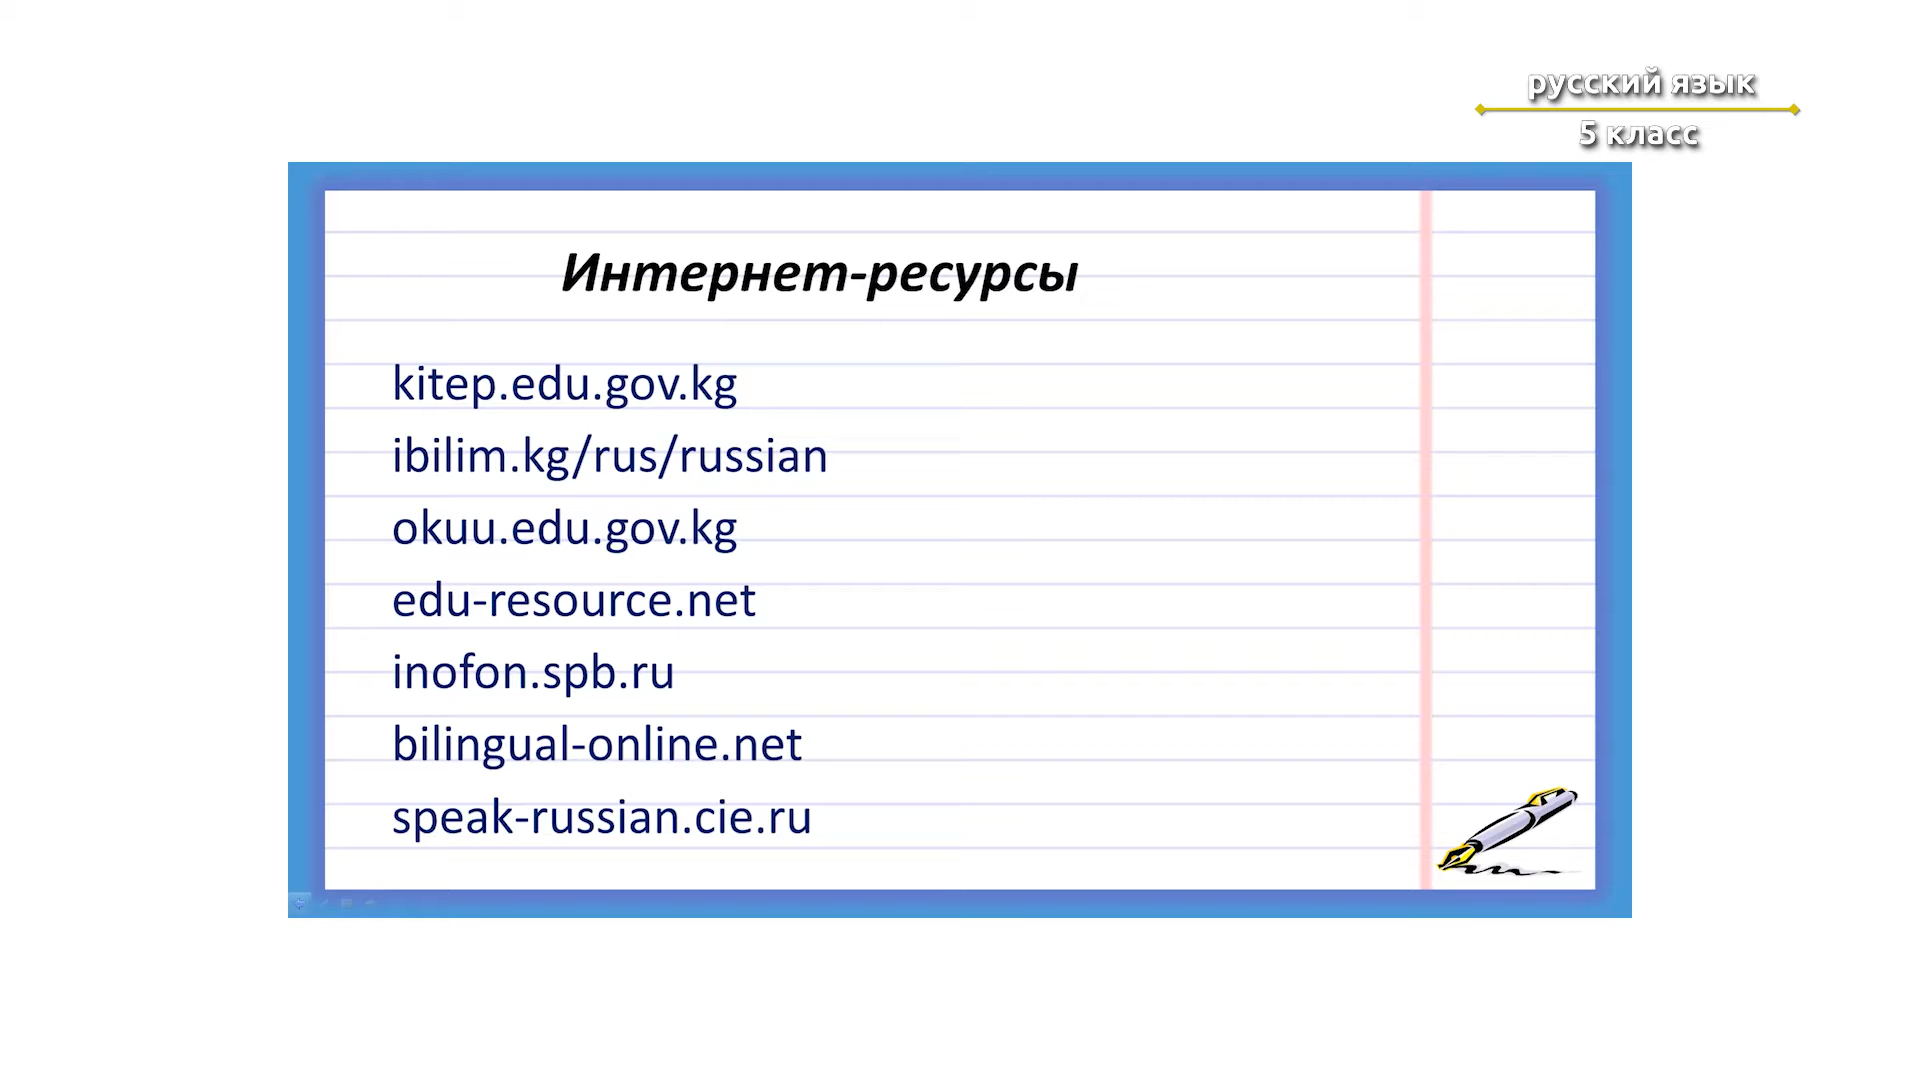 русский язык
5 класс
Интернет-ресурсы
kitep.edu.gov.kg
ibilim.kg/rus/russian
okuu.edu.gov.kg
edu-resource.net
inofon.spb.ru
bilingual-online.net
speak-russian.cie.ru